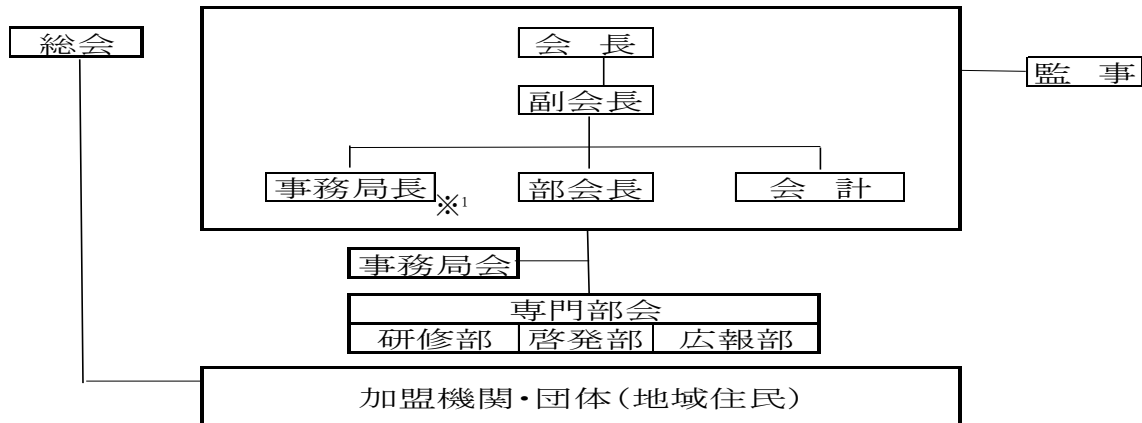 総会
会 長
監 事
副会長
事務局長※1 部会長 会 計
事務局会
専門部会
研修部 啓発部 広報部
加盟機関・団体(地域住民)